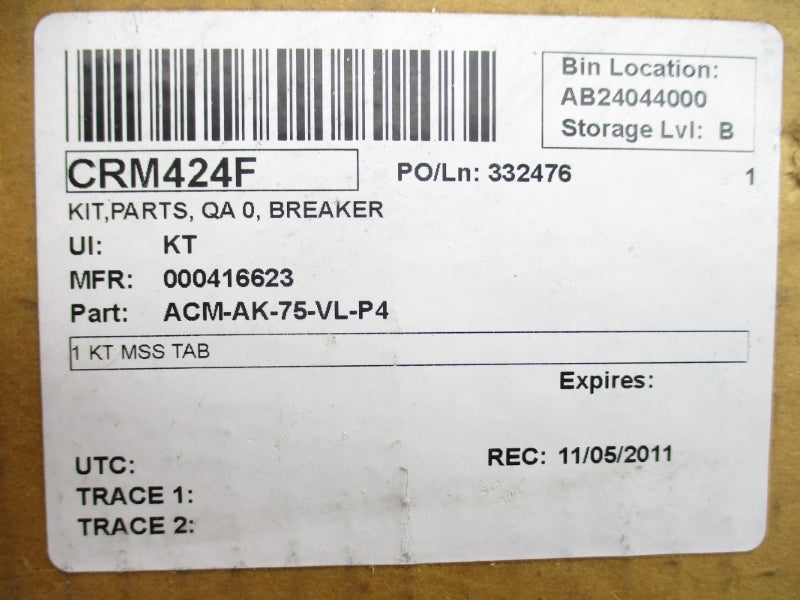 Bin Location:
AB24044000
Storage Lvl: B
CRM424F PO/Ln: 332476 1
KIT,PARTS, QA 0, BREAKER
UI: KT
MFR: 000416623
Part: ACM-AK-75-VL-P4
1 KT MSS TAB
Expires:
UTC: REC: 11/05/2011
TRACE 1:
TRACE 2: